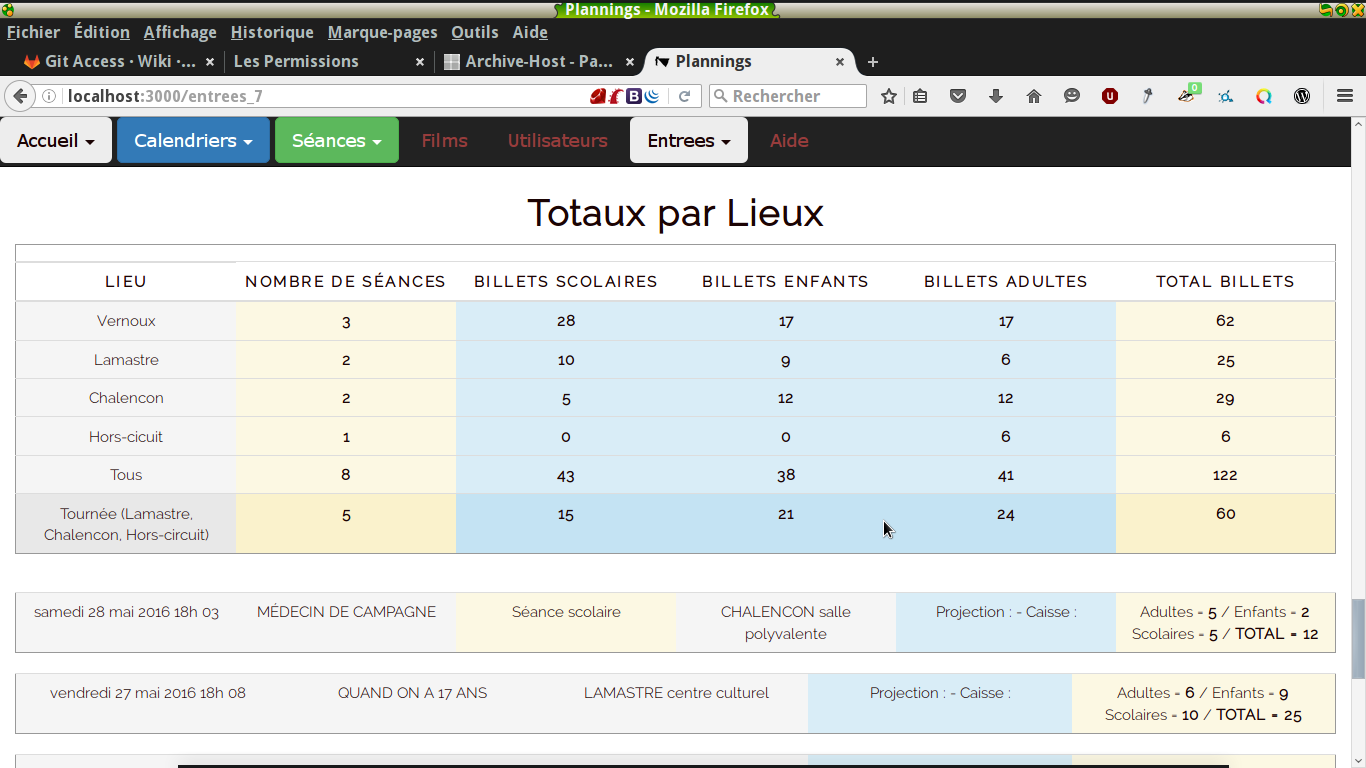 Plannings - Mozilla Firefox
Fichier Édition Affichage Historique Marque-pages Outils Aide
Git Access · Wiki ·... × Les Permissions × Archive-Host - Pa... × Plannings × +
localhost:3000/entrees_7 Rechercher 0
Accueil Calendriers Séances Films Utilisateurs Entrees Aide
Totaux par Lieux
LIEU NOMBRE DE SÉANCES BILLETS SCOLAIRES BILLETS ENFANTS BILLETS ADULTES TOTAL BILLETS
Vernoux 3 28 17 17 62
Lamastre 2 10 9 6 25
Chalencon 2 5 12 12 29
Hors-cicuit 1 0 0 6 6
Tous 8 43 38 41 122
Tournée (Lamastre, 5 15 21 24 60
Chalencon, Hors-circuit)
samedi 28 mai 2016 18h 03 MÉDECIN DE CAMPAGNE Séance scolaire CHALENCON salle Projection : - Caisse : Adultes = 5 / Enfants = 2
polyvalente Scolaires = 5 / TOTAL = 12
vendredi 27 mai 2016 18h 08 QUAND ON A 17 ANS LAMASTRE centre culturel Projection : - Caisse : Adultes = 6 / Enfants = 9
Scolaires = 10 / TOTAL = 25